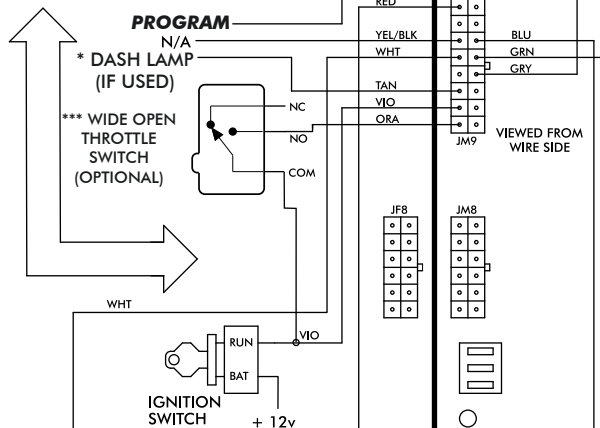 RED
PROGRAM
N/A
YEL/BLK
BLU
* DASH LAMP
(IF USED)
WHT
GRN
GRY
TAN
VIO
ORA
NC
NO
COM
*** WIDE OPEN
THROTTLE
SWITCH
(OPTIONAL)
JM9
VIEWED FROM
WIRE SIDE
JF8
JM8
WHT
RUN
VIO
BAT
IGNITION
SWITCH
+ 12v